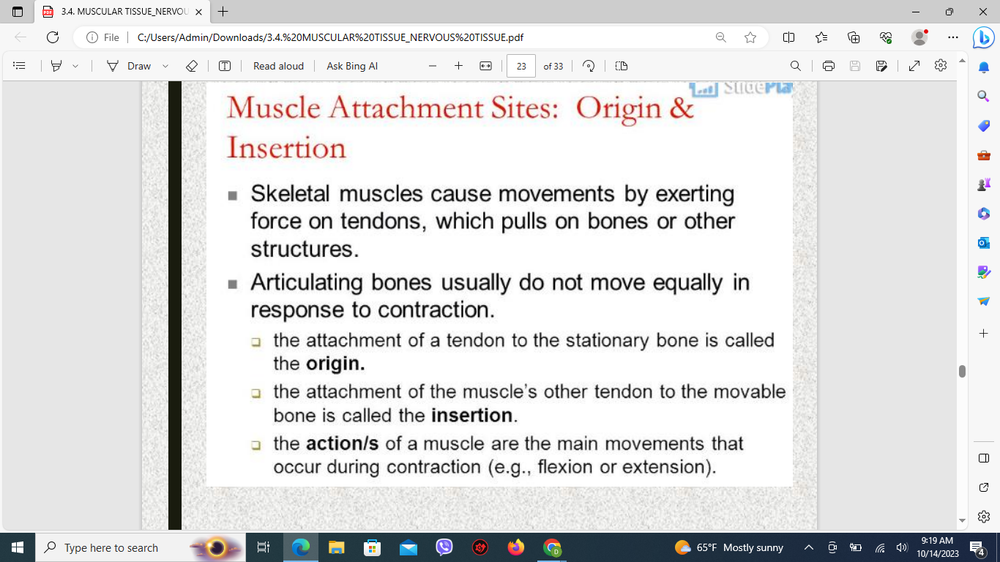 3.4. MUSCULAR TISSUE_NERVOU
File
C:/Users/Admin/Downloads/3.4.%20MUSCULAR%20TISSUE_NERVOUS%20TISSUE.pdf
Draw
Read aloud
Ask Bing AI
23
of 33
SlidePla
Muscle Attachment Sites: Origin &
Insertion
Skeletal muscles cause movements by exerting
force on tendons, which pulls on bones or other
structures.
Articulating bones usually do not move equally in
response to contraction.
the attachment of a tendon to the stationary bone is called
the origin.
the attachment of the muscle’s other tendon to the movable
bone is called the insertion.
the action/s of a muscle are the main movements that
occur during contraction (e.g., flexion or extension).
Type here to search
65°F Mostly sunny
9:19 AM
10/14/2023
4